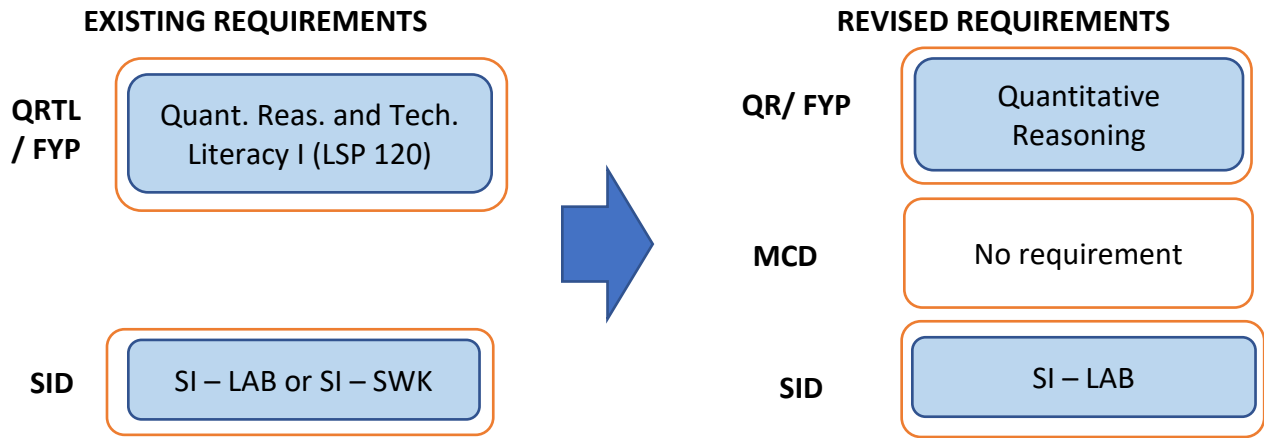 EXISTING REQUIREMENTS
QRTL
/ FYP
Quant. Reas. and Tech.
Literacy I (LSP 120)
SID
SI – LAB or SI – SWK
REVISED REQUIREMENTS
QR/ FYP
Quantitative
Reasoning
MCD
No requirement
SID
SI – LAB